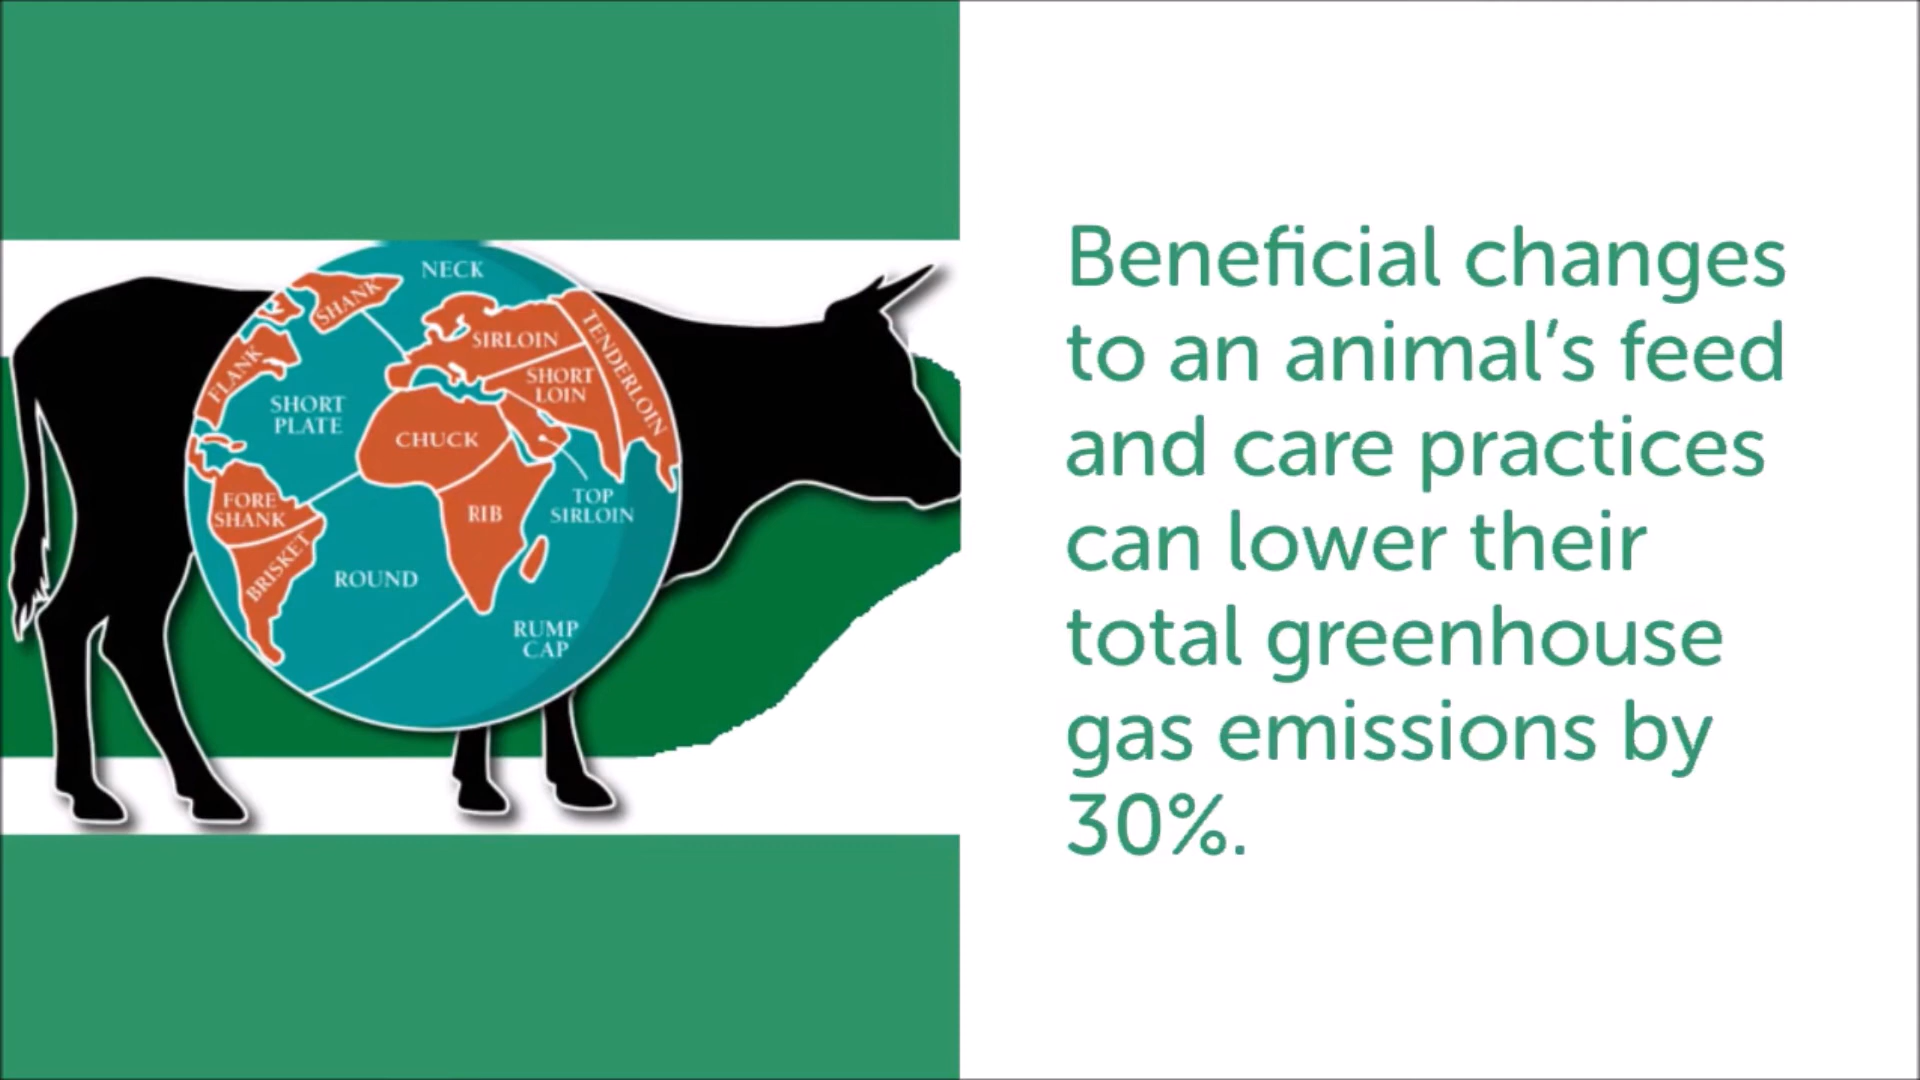 NECK
SHANK
SIRLOIN
TENDERLOIN
FLANK
SHORT
LOIN
SHORT
PLATE
CHUCK
FORE
SHANK
RIB
TOP
SIRLOIN
BRISKET
ROUND
RUMP
CAP
Beneficial changes
to an animal’s feed
and care practices
can lower their
total greenhouse
gas emissions by
30%.